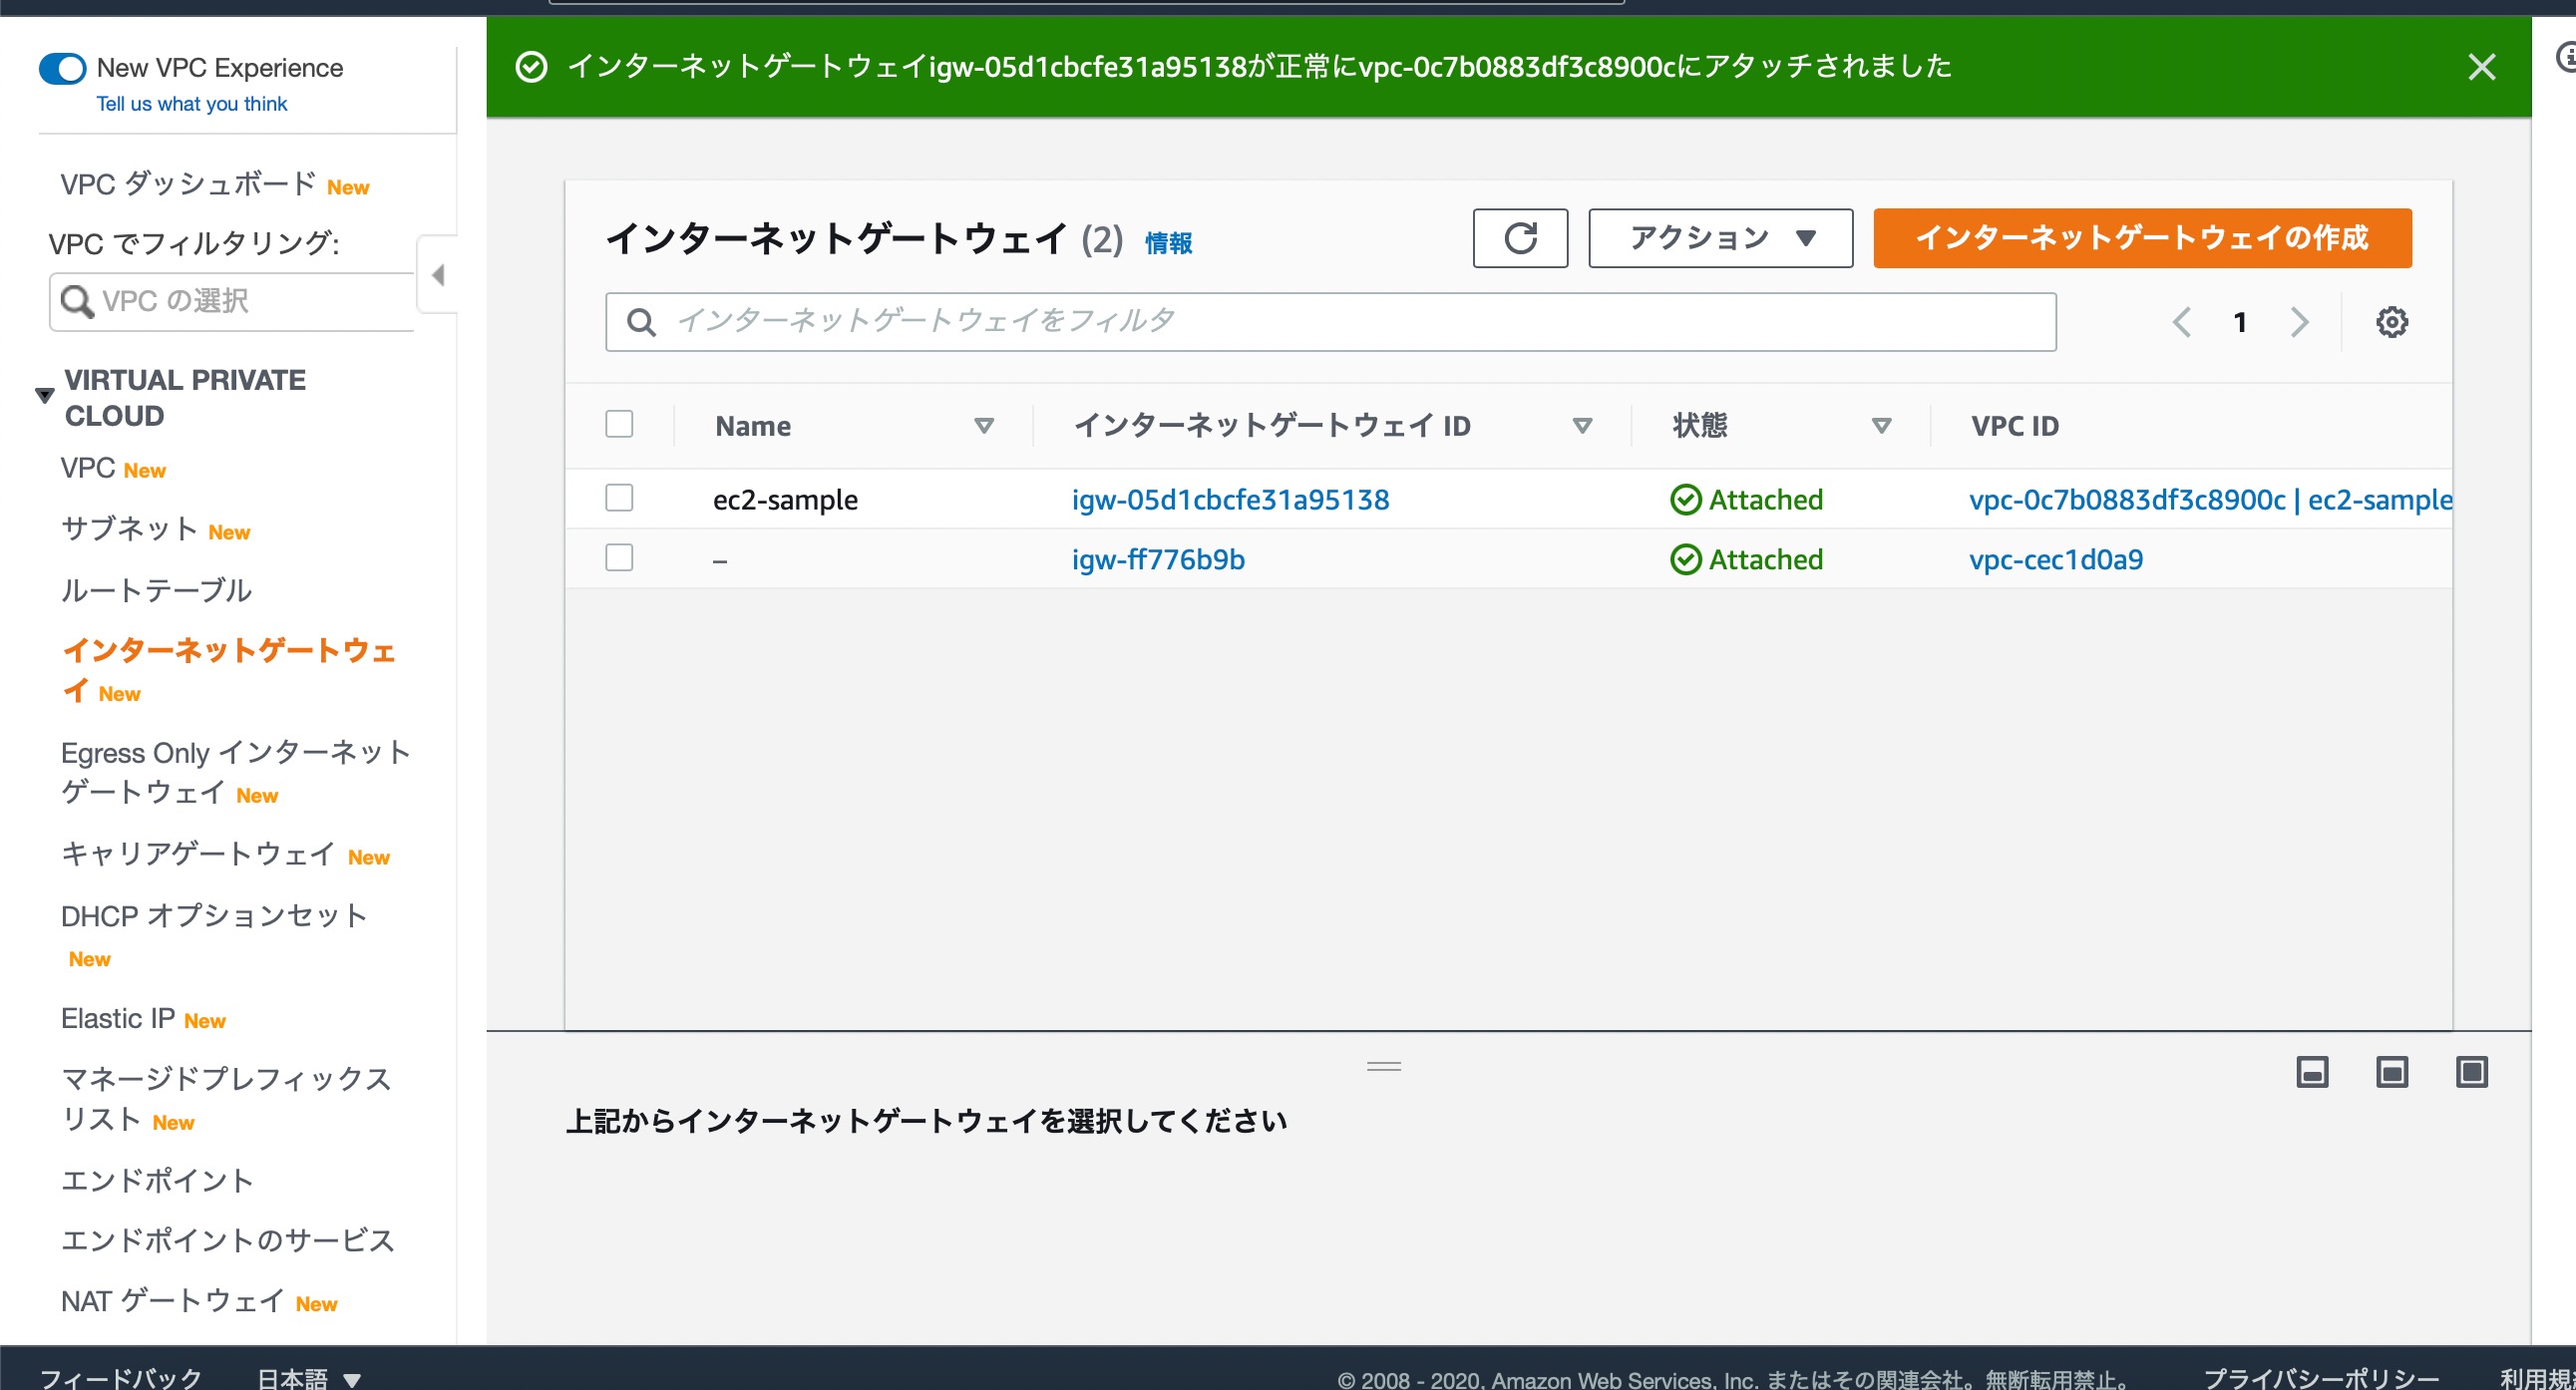 New VPC Experience
Tell us what you think
VPC ダッシュボード New
VPC でフィルタリング:
VPC の選択
VIRTUAL PRIVATE
CLOUD
VPC New
サブネット New
ルートテーブル
インターネットゲートウェ
イ New
Egress Only インターネット
ゲートウェイ New
キャリアゲートウェイ New
DHCP オプションセット
New
Elastic IP New
マネージドプレフィックス
リスト New
エンドポイント
エンドポイントのサービス
NAT ゲートウェイ New
インターネットゲートウェイigw-05d1cbcfe31a95138が正常にvpc-0c7b0883df3c8900cにアタッチされました
インターネットゲートウェイ (2) 情報
アクション
インターネットゲートウェイの作成
インターネットゲートウェイをフィルタ
1
Name インターネットゲートウェイ ID 状態 VPC ID
ec2-sample igw-05d1cbcfe31a95138 Attached vpc-0c7b0883df3c8900c | ec2-sample
– igw-ff776b9b Attached vpc-cec1d0a9
上記からインターネットゲートウェイを選択してください
フィードバック 日本語 © 2008 - 2020, Amazon Web Services, Inc. またはその関連会社。無断転用禁止。 プライバシーポリシー 利用規